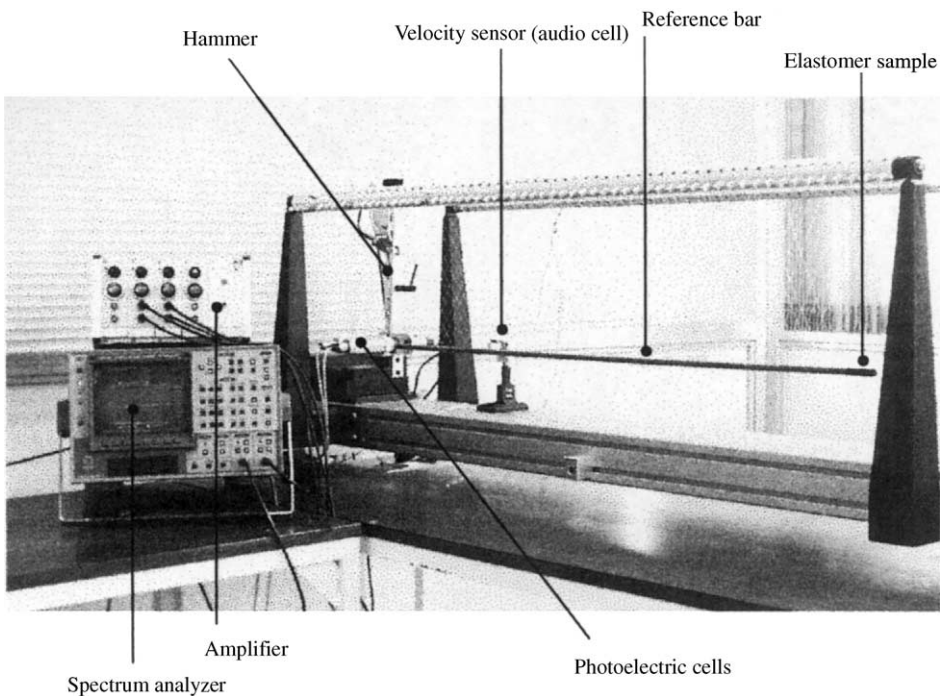 Reference bar
Velocity sensor (audio cell)
Hammer
Elastomer sample
Amplifier
Photoelectric cells
Spectrum analyzer